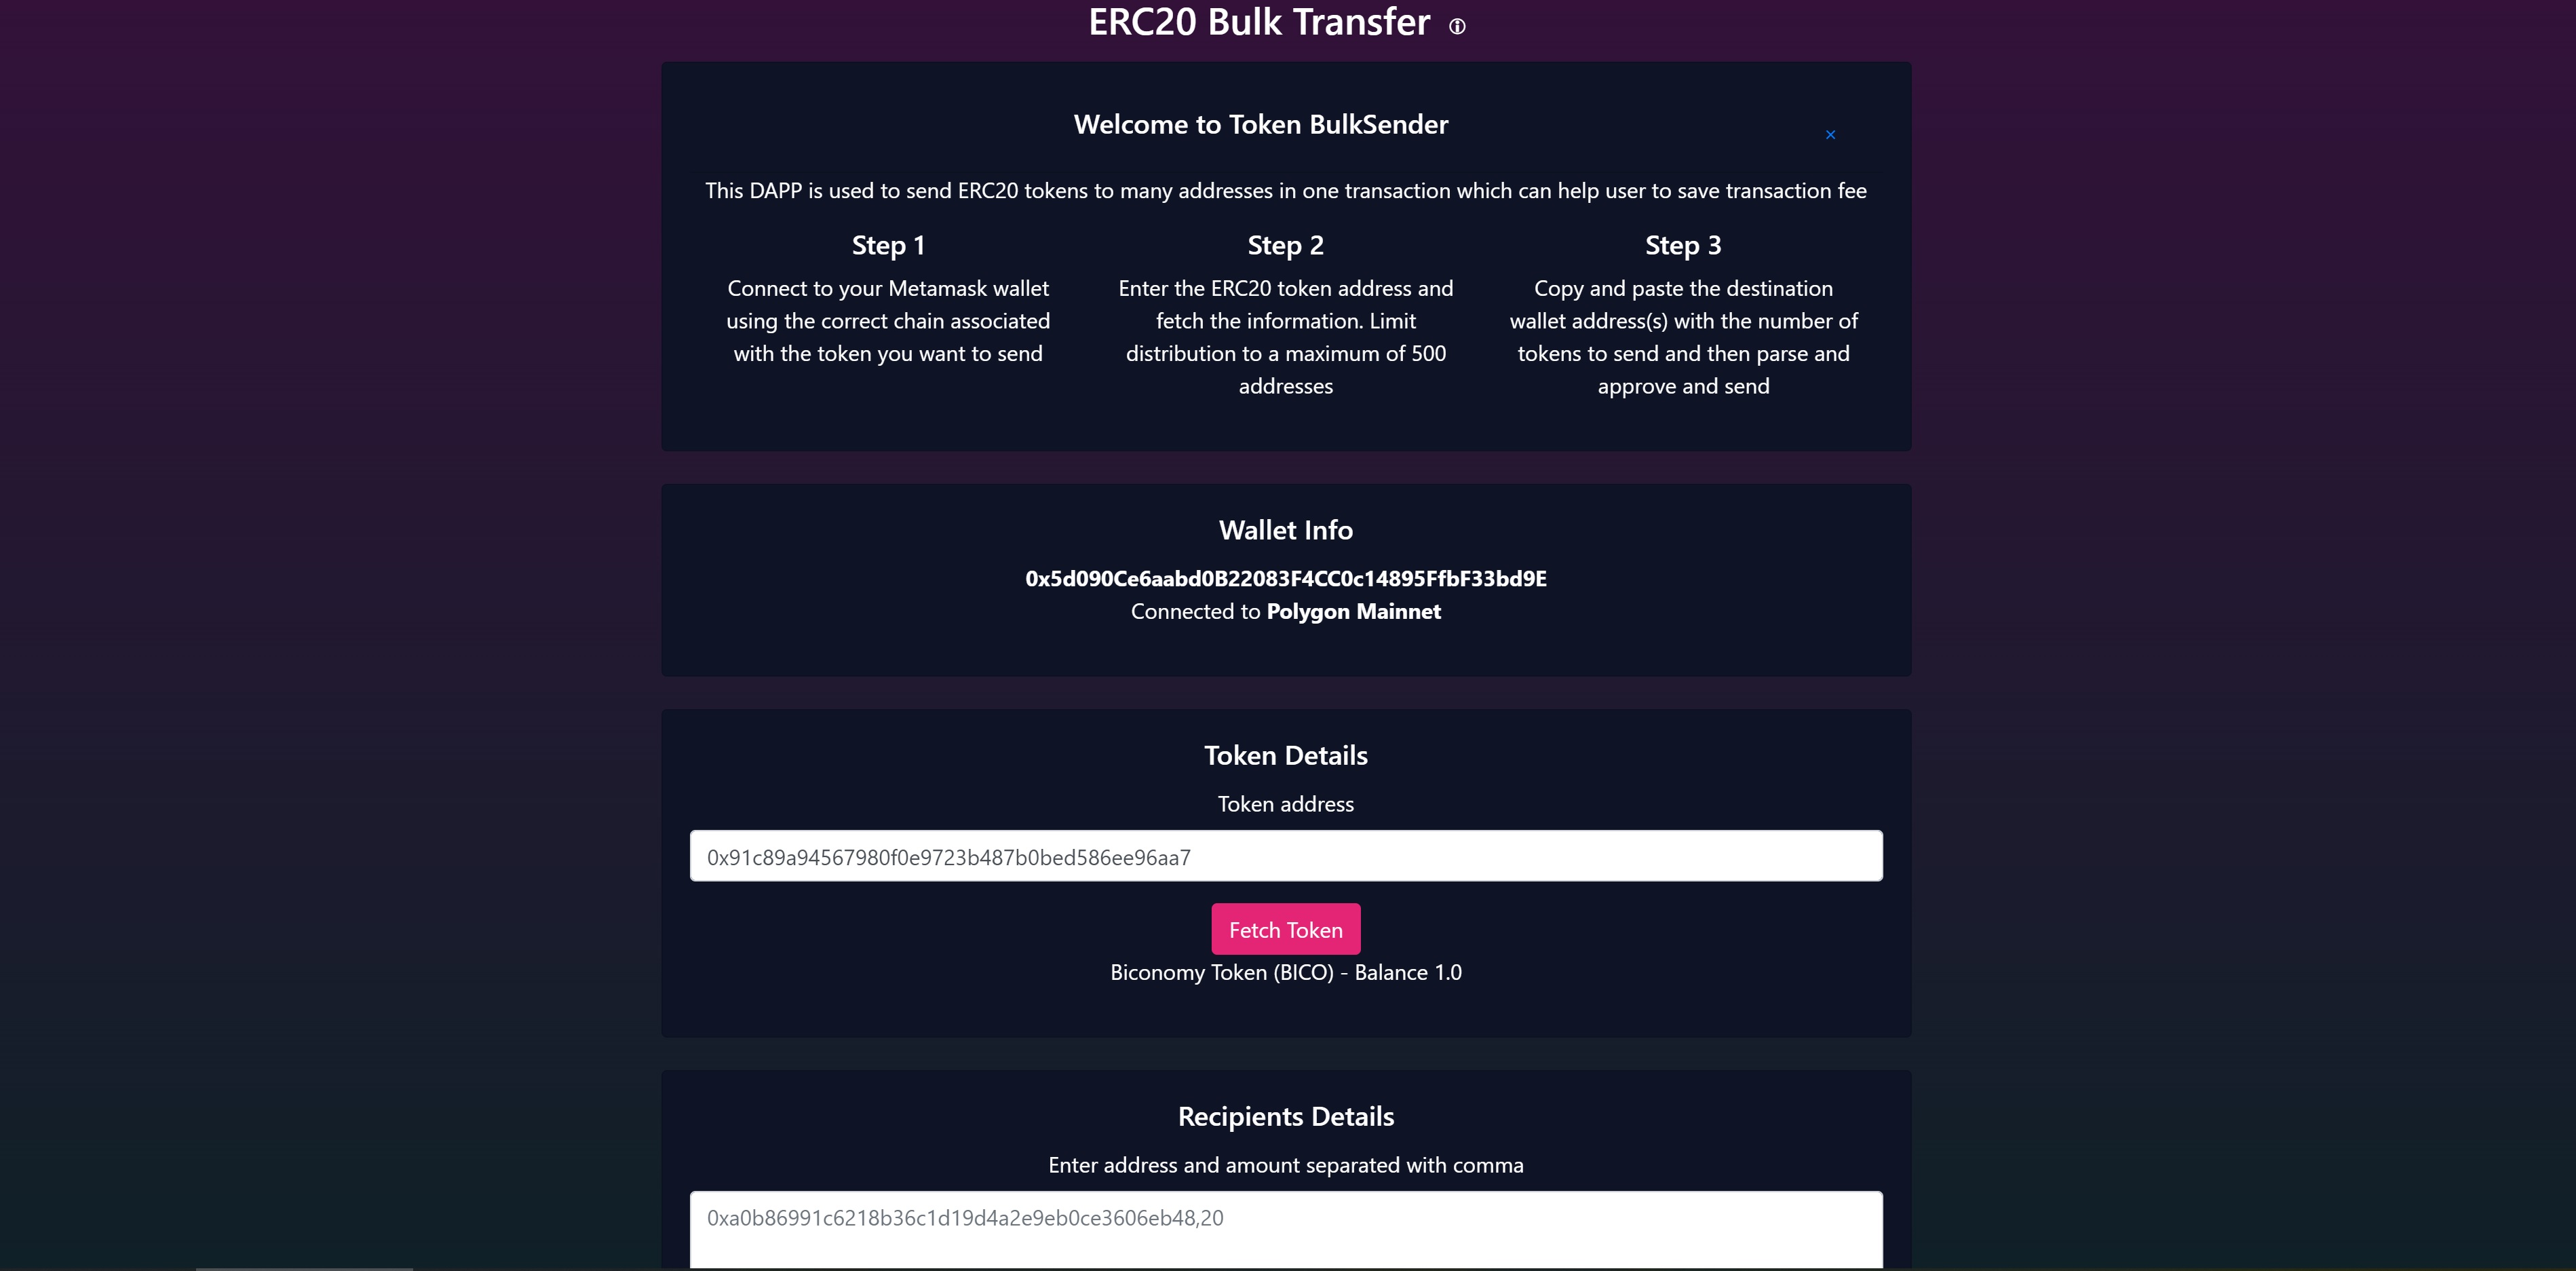 ERC20 Bulk Transfer
Welcome to Token BulkSender
×
This DAPP is used to send ERC20 tokens to many addresses in one transaction which can help user to save transaction fee
Step 1
Connect to your Metamask wallet
using the correct chain associated
with the token you want to send
Step 2
Enter the ERC20 token address and
fetch the information. Limit
distribution to a maximum of 500
addresses
Step 3
Copy and paste the destination
wallet address(s) with the number of
tokens to send and then parse and
approve and send
Wallet Info
0x5d090Ce6aabd0B22083F4CC0c14895FfbF33bd9E
Connected to Polygon Mainnet
Token Details
Token address
0x91c89a94567980f0e9723b487b0bed586ee96aa7
Fetch Token
Biconomy Token (BICO) - Balance 1.0
Recipients Details
Enter address and amount separated with comma
0xa0b86991c6218b36c1d19d4a2e9eb0ce3606eb48,20